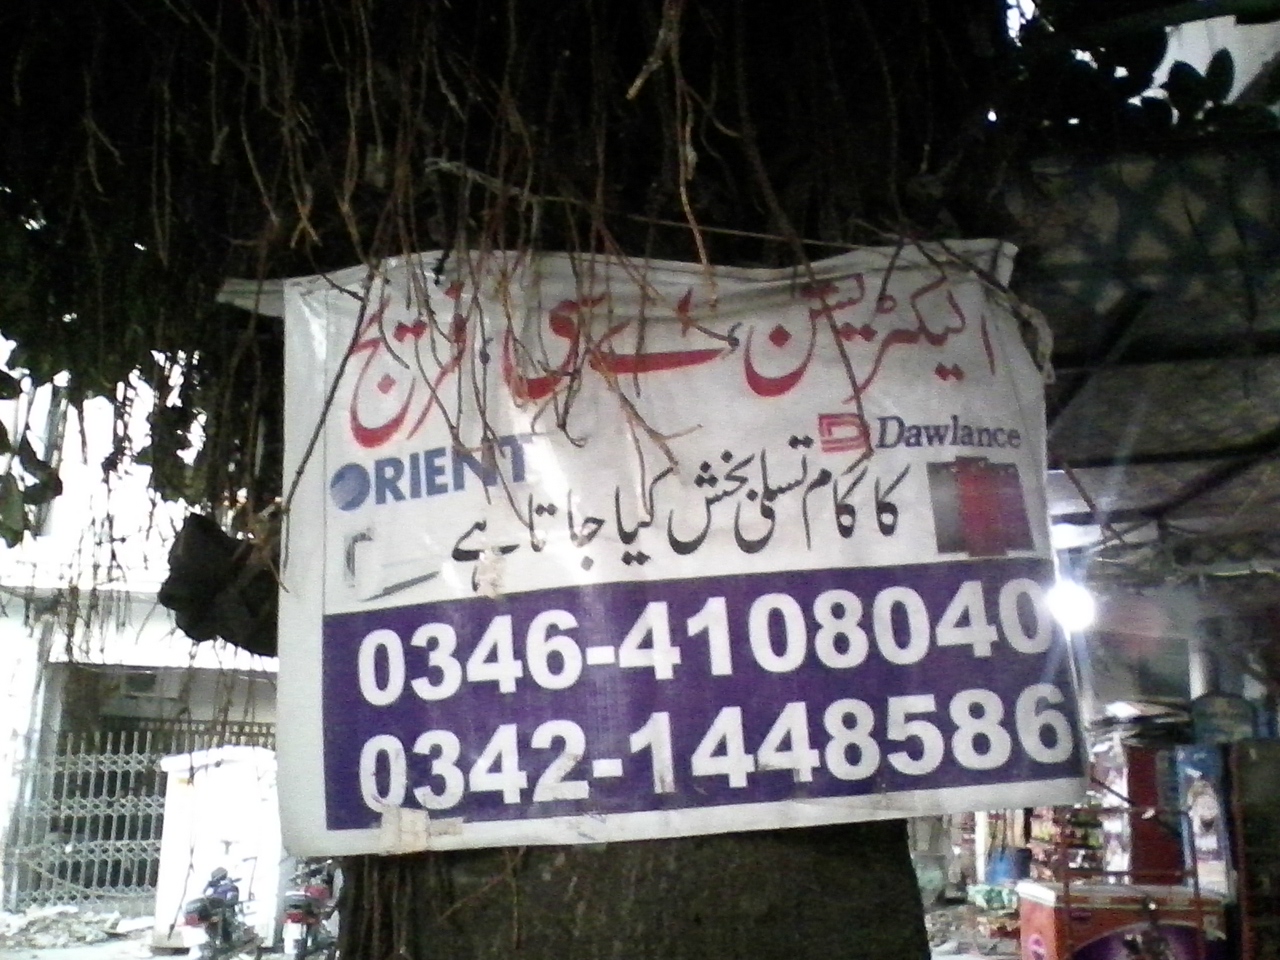 الیکٹریشن اے سی فریج
Dawlance
ORIENT
کا کام تسلی بخش کیا جاتا ہے
0346-4108040
0342-1448586